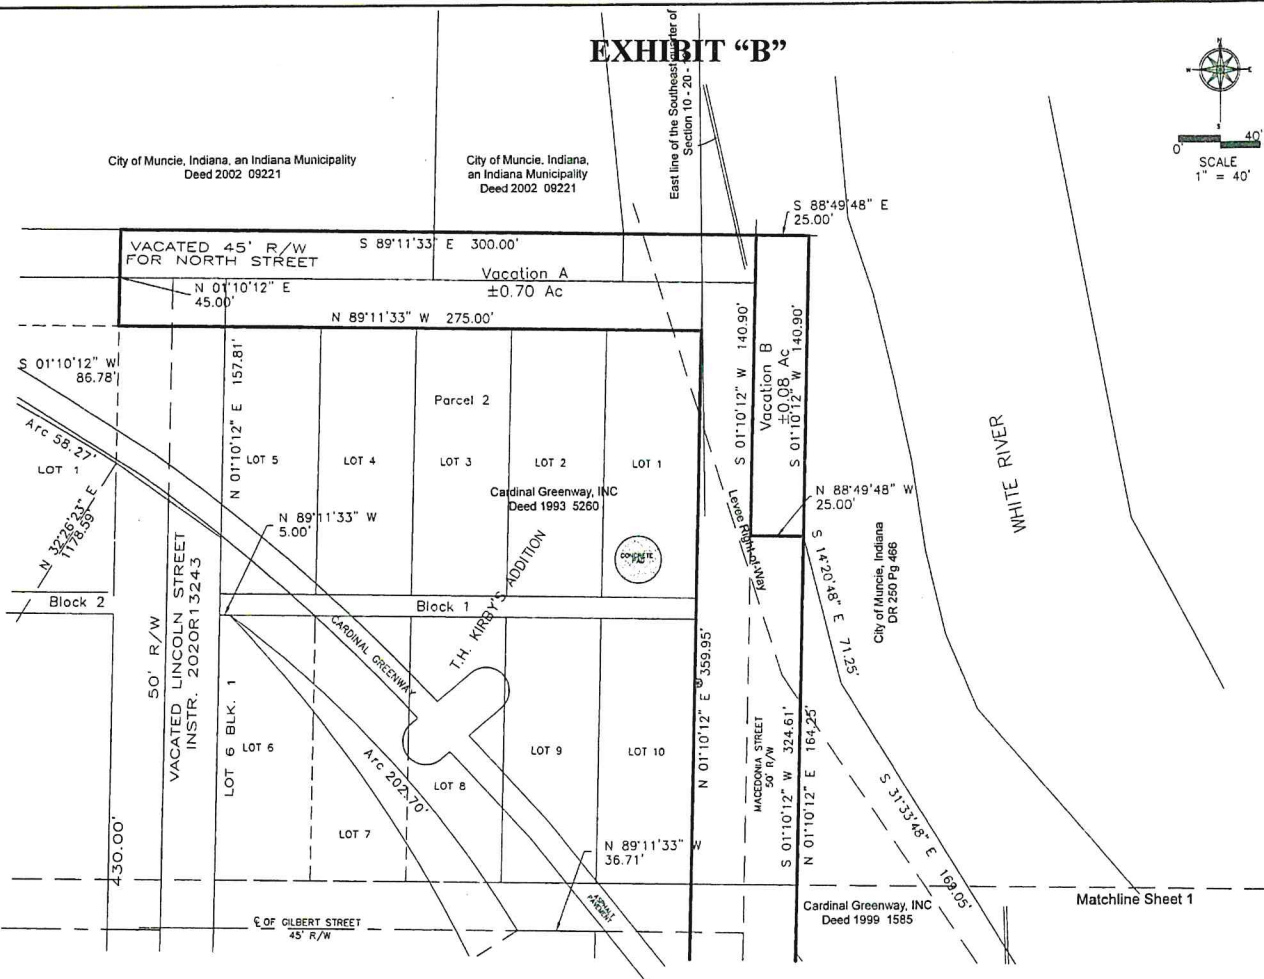 EXHIBIT “B”
East line of the Southeast quarter of
Section 10 - 20 -
N
W
E
S
0'
40'
SCALE
1" = 40'
City of Muncie, Indiana, an Indiana Municipality
Deed 2002 09221
City of Muncie, Indiana,
an Indiana Municipality
Deed 2002 09221
S 88°49'48" E
25.00'
VACATED 45' R/W
FOR NORTH STREET
S 89°11'33" E 300.00'
Vacation A
±0.70 Ac
N 01°10'12" E
45.00'
N 89°11'33" W 275.00'
S 01°10'12" W 140.90'
Vacation B
±0.08 Ac
S 01°10'12" W 140.90'
S 01°10'12" W
86.78'
N 01°10'12" E 157.81'
Parcel 2
Arc 58.27'
LOT 1
LOT 5
LOT 4
LOT 3
LOT 2
LOT 1
WHITE RIVER
Cardinal Greenway, INC
Deed 1993 5260
N 88°49'48" W
25.00'
N 32°26'23" E
1178.59'
N 89°11'33" W
5.00'
Levee Right-of-Way
CONCRETE
PAD
S 14°20'48" E 71.25'
City of Muncie, Indiana
DR 250 Pg 466
Block 2
Block 1
T.H. KIRBY'S ADDITION
CARDINAL GREENWAY
50' R/W
VACATED LINCOLN STREET
INSTR. 2020R13243
LOT 6 BLK. 1
N 01°10'12" E 359.95'
LOT 6
Arc 202.70'
LOT 8
LOT 9
LOT 10
MACEDONIA STREET
50' R/W
S 01°10'12" W 324.61'
N 01°10'12" E 164.25'
S 31°33'48" E 169.05'
LOT 7
430.00'
N 89°11'33" W
36.71'
ASPHALT
PAVEMENT
Cardinal Greenway, INC
Deed 1999 1585
Matchline Sheet 1
℄ OF GILBERT STREET
45' R/W